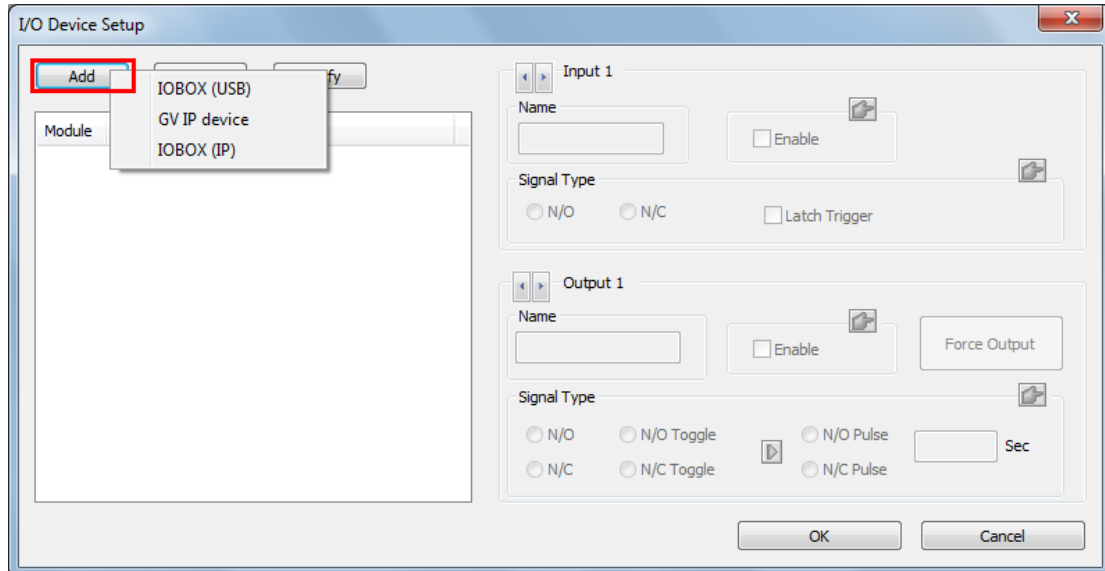 I/O Device Setup
Add
fy
IOBOX (USB)
GV IP device
IOBOX (IP)
Module
Input 1
Name
Enable
Signal Type
N/O N/C Latch Trigger
Output 1
Name
Enable Force Output
Signal Type
N/O N/O Toggle N/O Pulse Sec
N/C N/C Toggle N/C Pulse
OK Cancel